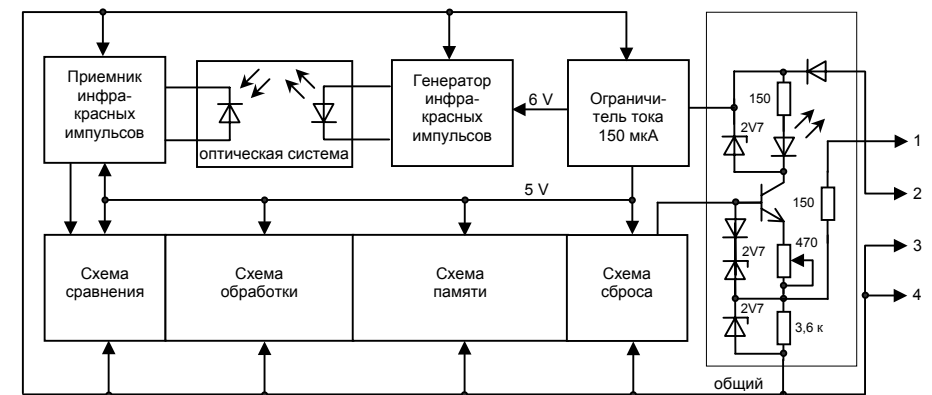 Приемник
инфра-
красных
импульсов
оптическая система
Генератор
инфра-
красных
импульсов
6 V
Ограничи-
тель тока
150 мкА
150
2V7
1
2
150
5 V
470
3
2V7
4
Схема
сравнения
Схема
обработки
Схема
памяти
Схема
сброса
2V7
3,6 к
общий